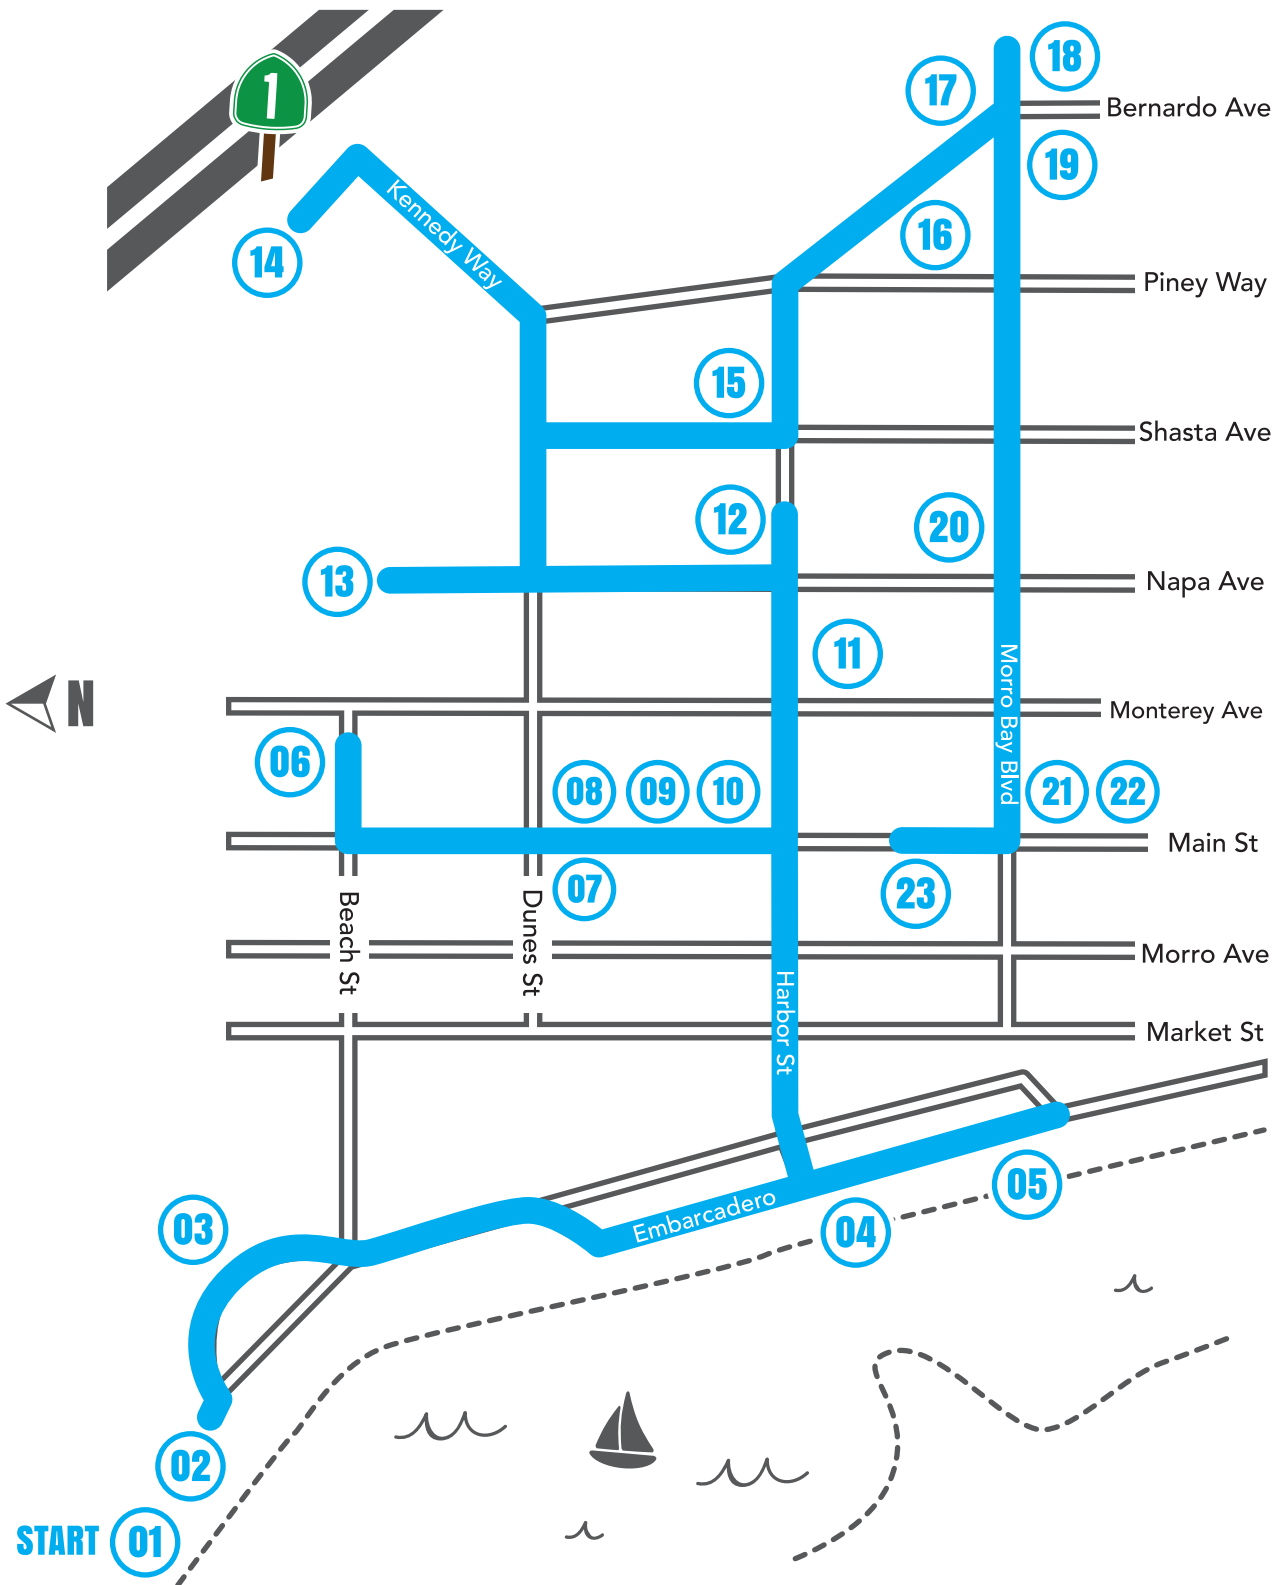 1
18
17
Bernardo Ave
19
Kennedy Way
16
14
Piney Way
15
Shasta Ave
12
20
13
Napa Ave
11
Morro Bay Blvd
N
Monterey Ave
06
08 09 10
21 22
Main St
07
23
Beach St
Dunes St
Morro Ave
Harbor St
Market St
05
Embarcadero
03
04
02
START 01